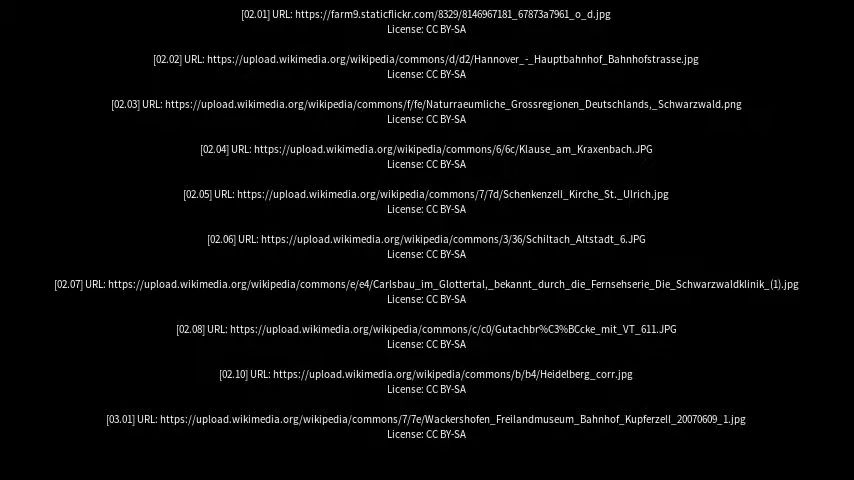 [02.01] URL: https://farm9.staticflickr.com/8329/8146967181_67873a7961_o_d.jpg
License: CC BY-SA
[02.02] URL: https://upload.wikimedia.org/wikipedia/commons/d/d2/Hannover_-_Hauptbahnhof_Bahnhofstrasse.jpg
License: CC BY-SA
[02.03] URL: https://upload.wikimedia.org/wikipedia/commons/f/fe/Naturraeumliche_Grossregionen_Deutschlands,_Schwarzwald.png
License: CC BY-SA
[02.04] URL: https://upload.wikimedia.org/wikipedia/commons/6/6c/Klause_am_Kraxenbach.JPG
License: CC BY-SA
[02.05] URL: https://upload.wikimedia.org/wikipedia/commons/7/7d/Schenkenzell_Kirche_St._Ulrich.jpg
License: CC BY-SA
[02.06] URL: https://upload.wikimedia.org/wikipedia/commons/3/36/Schiltach_Altstadt_6.JPG
License: CC BY-SA
[02.07] URL: https://upload.wikimedia.org/wikipedia/commons/e/e4/Carlsbau_im_Glottertal,_bekannt_durch_die_Fernsehserie_Die_Schwarzwaldklinik_(1).jpg
License: CC BY-SA
[02.08] URL: https://upload.wikimedia.org/wikipedia/commons/c/c0/Gutachbr%C3%BCcke_mit_VT_611.JPG
License: CC BY-SA
[02.10] URL: https://upload.wikimedia.org/wikipedia/commons/b/b4/Heidelberg_corr.jpg
License: CC BY-SA
[03.01] URL: https://upload.wikimedia.org/wikipedia/commons/7/7e/Wackershofen_Freilandmuseum_Bahnhof_Kupferzell_20070609_1.jpg
License: CC BY-SA